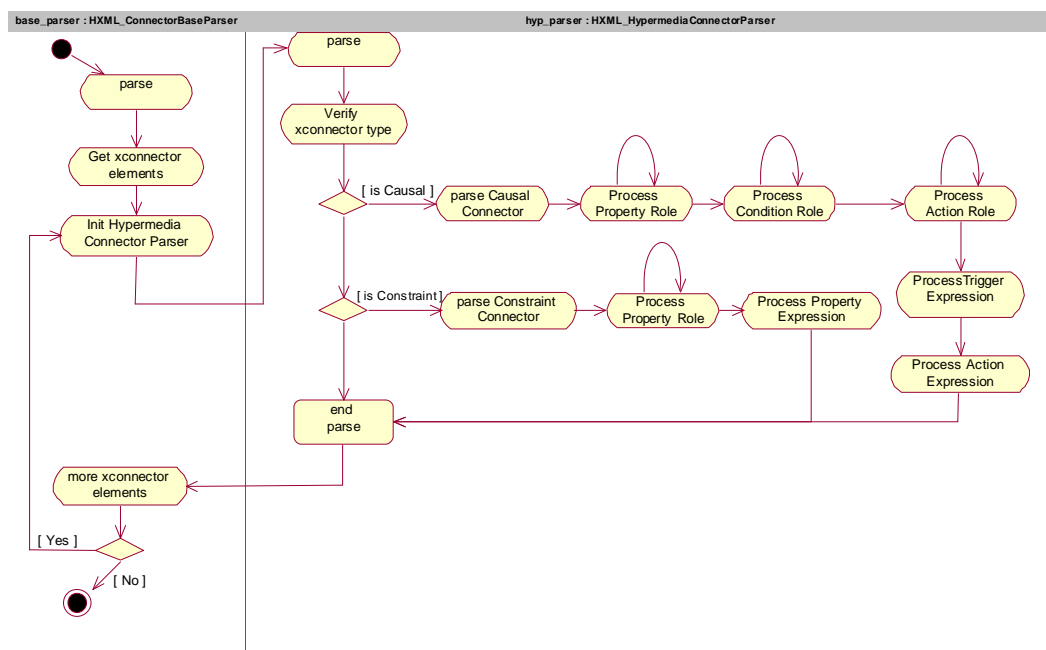 base_parser : HXML_ConnectorBaseParser
hyp_parser : HXML_HypermediaConnectorParser
parse
Get xconnector
elements
Init Hypermedia
Connector Parser
parse
Verify
xconnector type
[ is Causal ]
parse Causal
Connector
Process
Property Role
Process
Condition Role
Process
Action Role
ProcessTrigger
Expression
Process Action
Expression
[ is Constraint ]
parse Constraint
Connector
Process
Property Role
Process Property
Expression
end
parse
more xconnector
elements
[ Yes ]
[ No ]